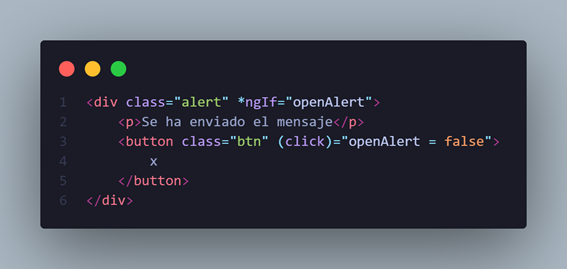 1 <div class="alert" *ngIf="openAlert">
2 <p>Se ha enviado el mensaje</p>
3 <button class="btn" (click)="openAlert = false">
4 x
5 </button>
6 </div>